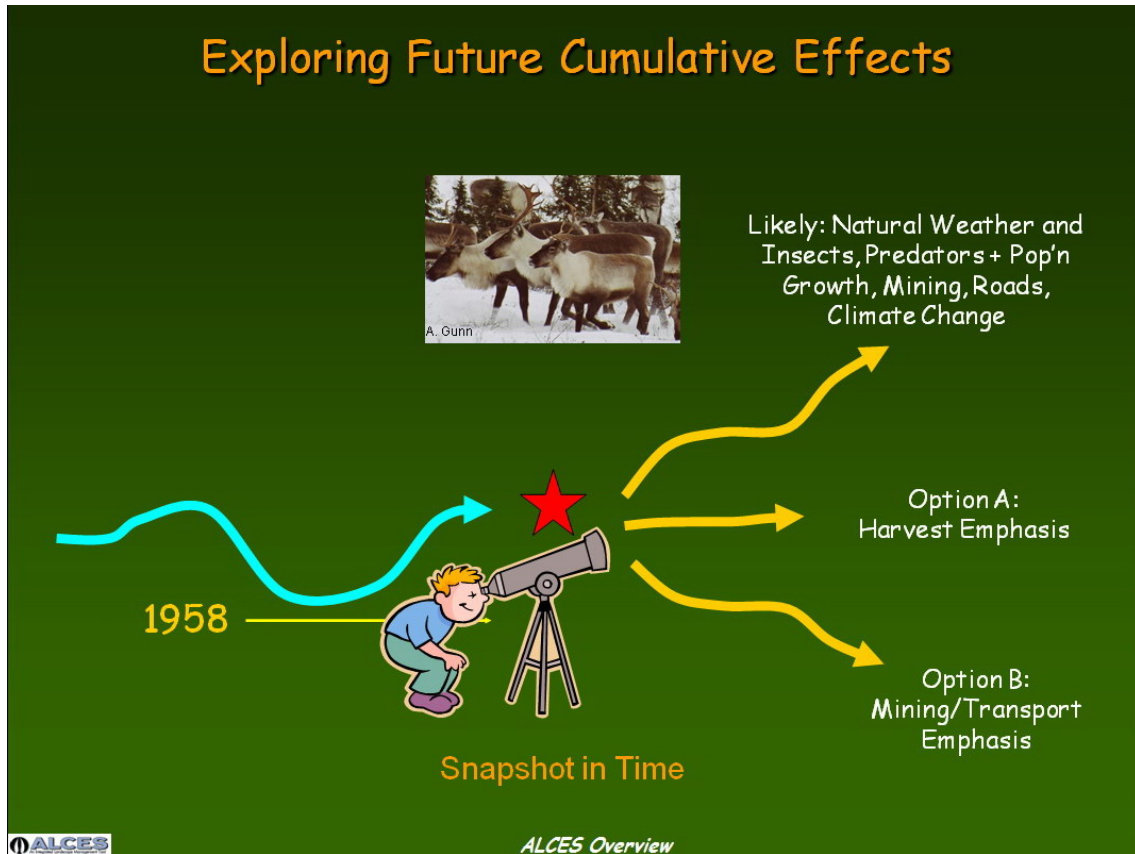 Exploring Future Cumulative Effects
A. Gunn
Likely: Natural Weather and
Insects, Predators + Pop'n
Growth, Mining, Roads,
Climate Change
Option A:
Harvest Emphasis
1958
Option B:
Mining/Transport
Emphasis
Snapshot in Time
ALCES
ALCES Overview